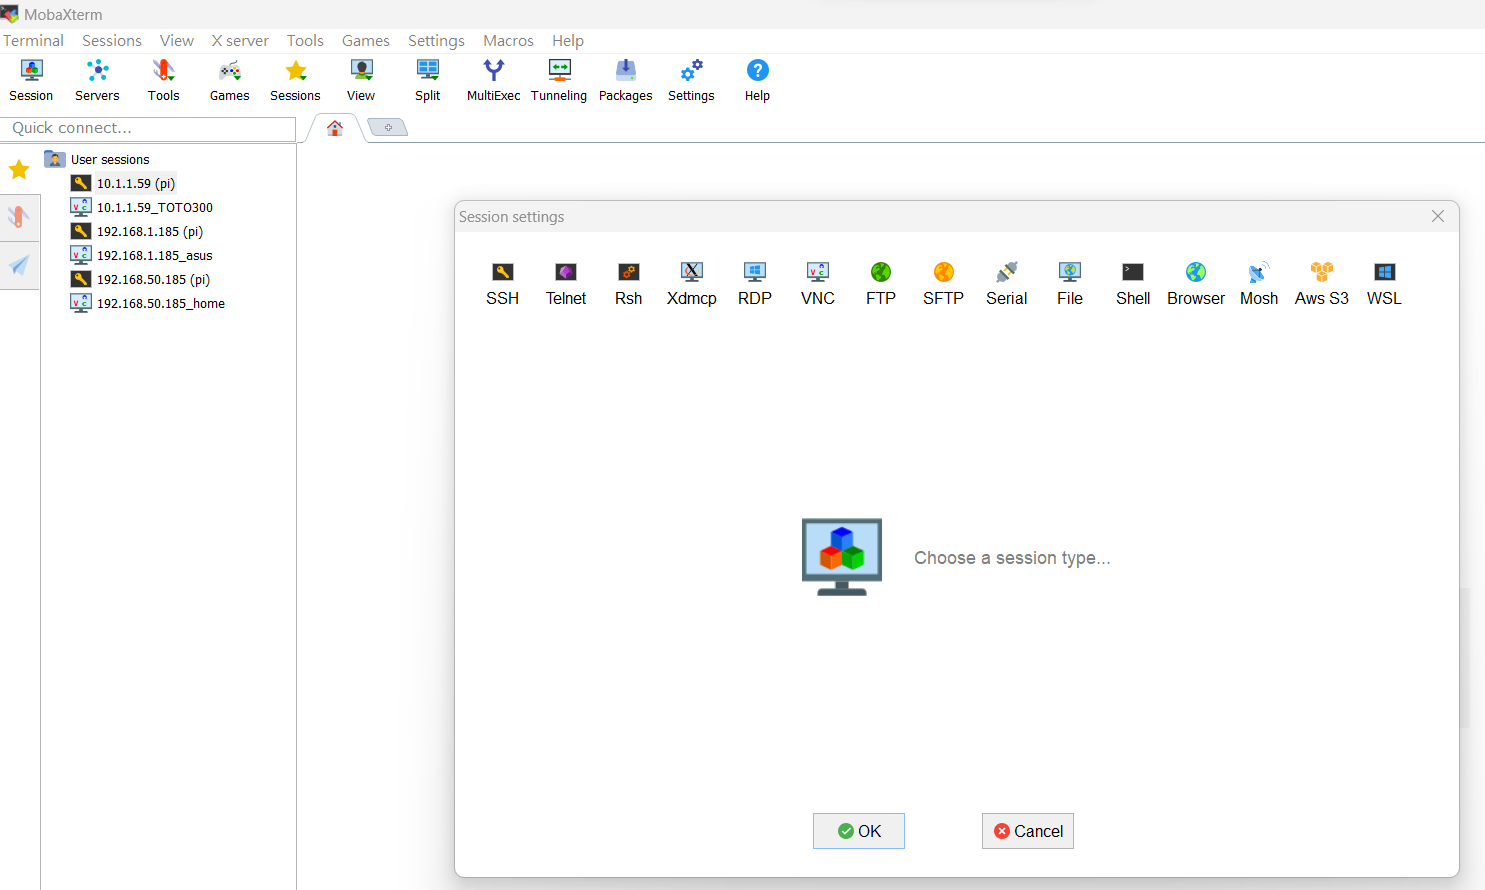 MobaXterm
Terminal Sessions View X server Tools Games Settings Macros Help
Session Servers Tools Games Sessions View Split MultiExec Tunneling Packages Settings Help
Quick connect...
User sessions
10.1.1.59 (pi)
10.1.1.59_TOTO300
192.168.1.185 (pi)
192.168.1.185_asus
192.168.50.185 (pi)
192.168.50.185_home
Session settings
SSH Telnet Rsh Xdmcp RDP VNC FTP SFTP Serial File Shell Browser Mosh Aws S3 WSL
Choose a session type...
OK Cancel